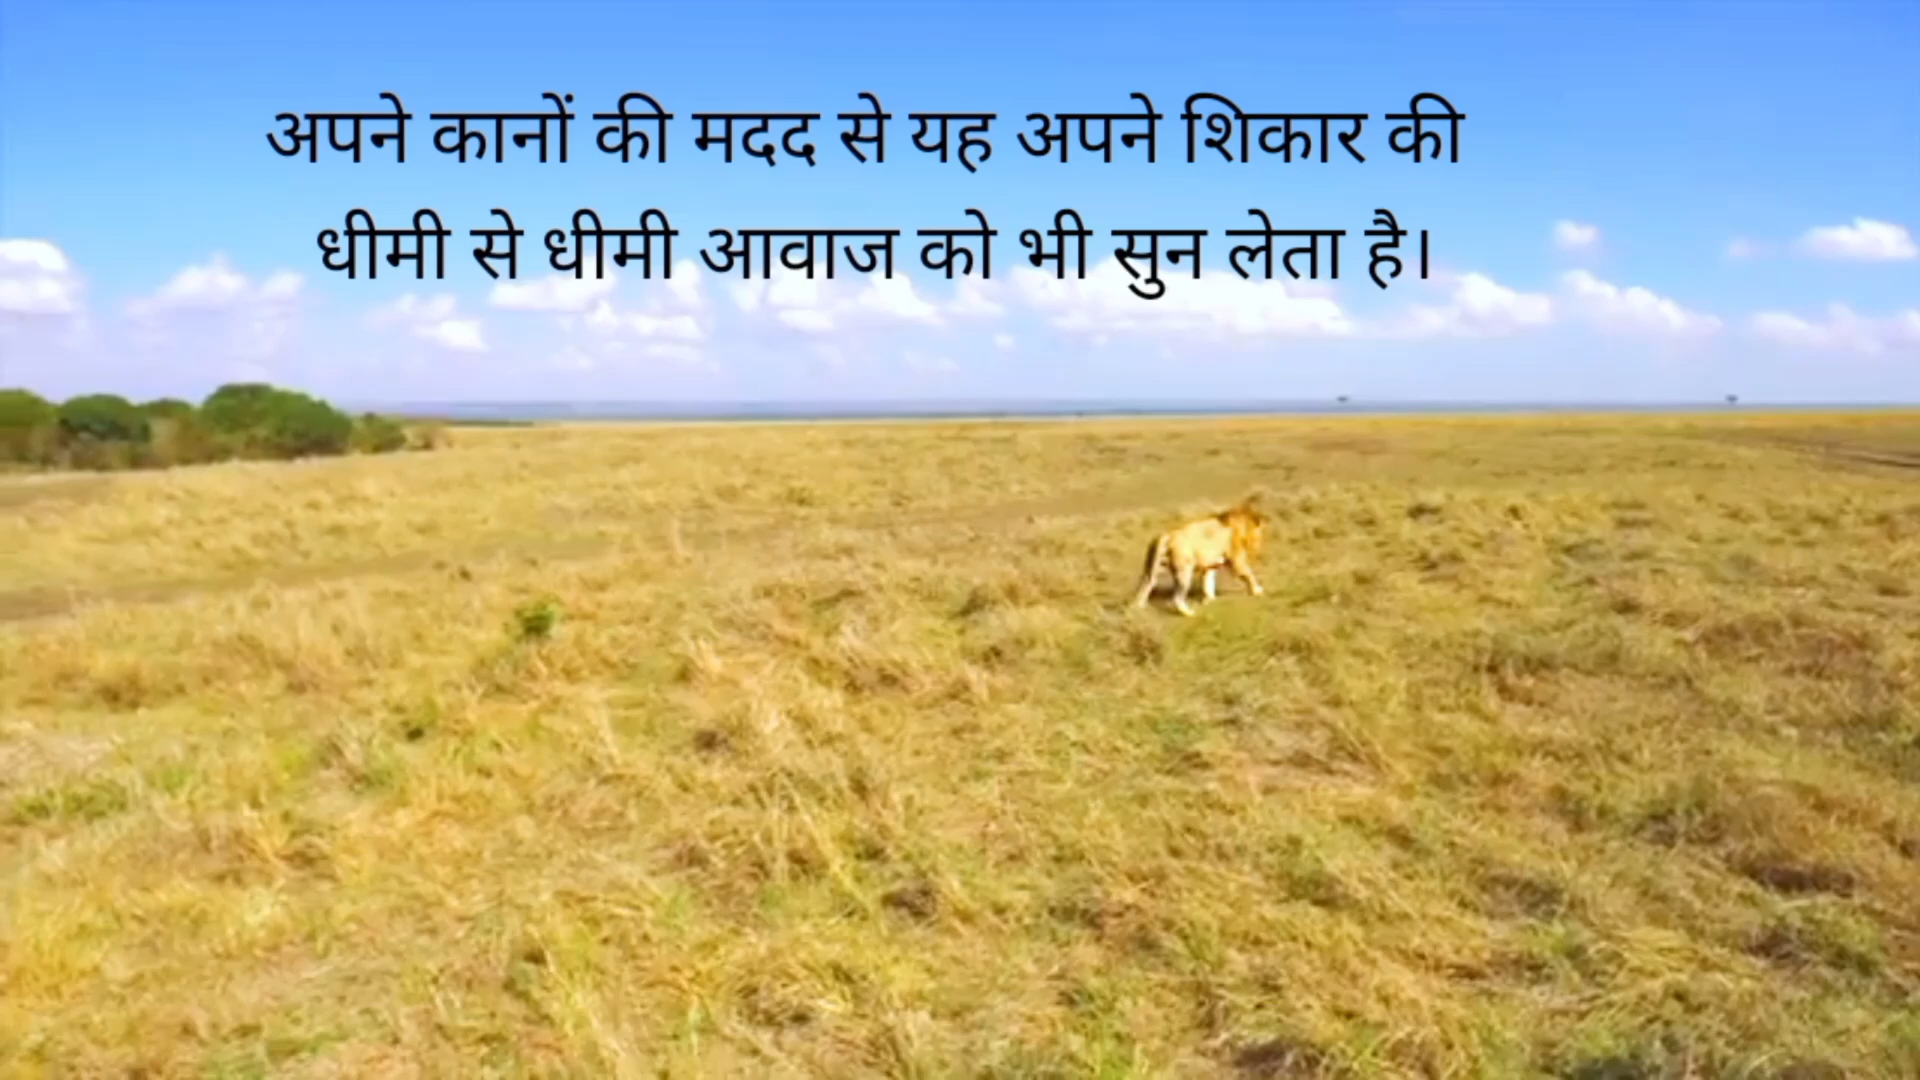 अपने कानों की मदद से यह अपने शिकार की
धीमी से धीमी आवाज को भी सुन लेता है।